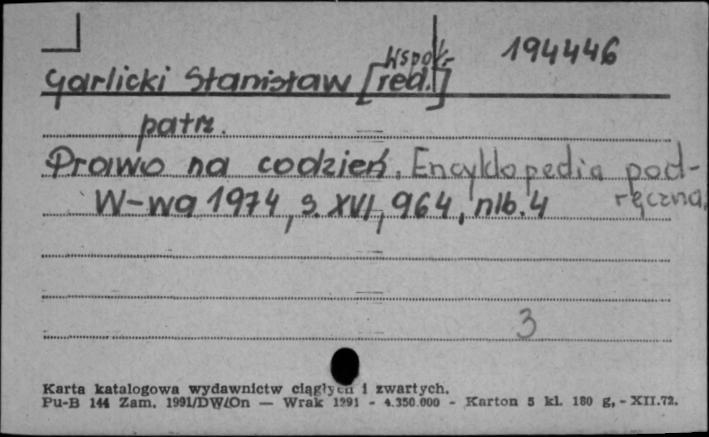 194446
Garlicki Stanisław [współr red.]
patrz.
Prawo na codzień. Encyklopedia pod-
ręczna,
W-wa 1974, s. XVI, 964, nlb. 4
3
Karta katalogowa wydawnictw ciągłych i zwartych.
Pu-B 144 Zam. 1991/DW/On — Wrak 1291 - 4.350.000 - Karton 5 kl. 180 g, - XII.72.